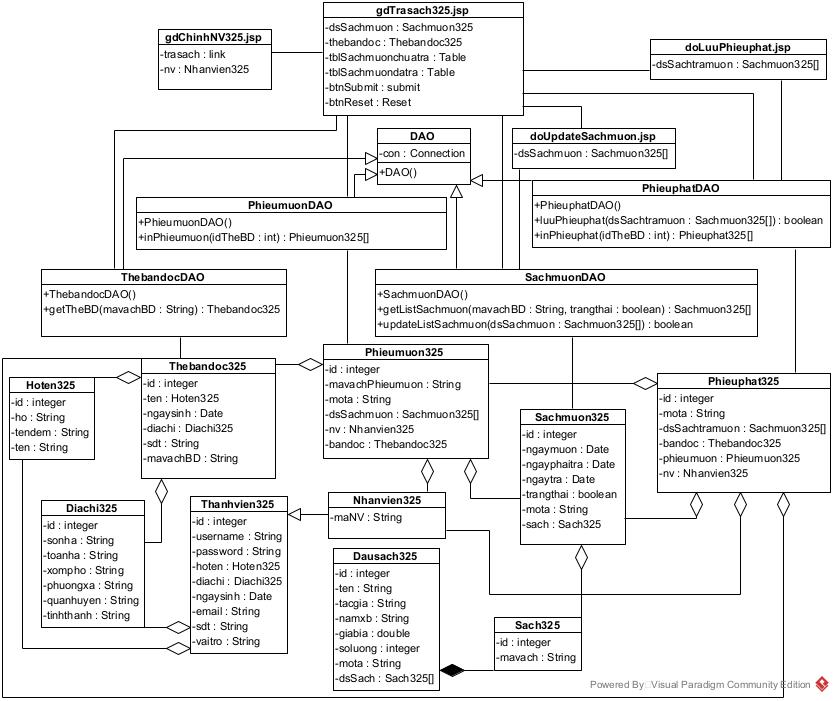 gdTrasach325.jsp
-dsSachmuon : Sachmuon325
-thebandoc : Thebandoc325
-tblSachmuonchuatra : Table
-tblSachmuondatra : Table
-btnSubmit : submit
-btnReset : Reset
gdChinhNV325.jsp
-trasach : link
-nv : Nhanvien325
doLuuPhieuphat.jsp
-dsSachtramuon : Sachmuon325[]
DAO
-con : Connection
+DAO()
doUpdateSachmuon.jsp
-dsSachmuon : Sachmuon325[]
PhieumuonDAO
+PhieumuonDAO()
+inPhieumuon(idTheBD : int) : Phieumuon325[]
PhieuphatDAO
+PhieuphatDAO()
+luuPhieuphat(dsSachtramuon : Sachmuon325[]) : boolean
+inPhieuphat(idTheBD : int) : Phieuphat325[]
ThebandocDAO
+ThebandocDAO()
+getTheBD(mavachBD : String) : Thebandoc325
SachmuonDAO
+SachmuonDAO()
+getListSachmuon(mavachBD : String, trangthai : boolean) : Sachmuon325[]
+updateListSachmuon(dsSachmuon : Sachmuon325[]) : boolean
Hoten325
-id : integer
-ho : String
-tendem : String
-ten : String
Thebandoc325
-id : integer
-ten : Hoten325
-ngaysinh : Date
-diachi : Diachi325
-sdt : String
-mavachBD : String
Phieumuon325
-id : integer
-mavachPhieumuon : String
-mota : String
-dsSachmuon : Sachmuon325[]
-nv : Nhanvien325
-bandoc : Thebandoc325
Sachmuon325
-id : integer
-ngaymuon : Date
-ngayphaitra : Date
-ngaytra : Date
-trangthai : boolean
-mota : String
-sach : Sach325
Phieuphat325
-id : integer
-mota : String
-dsSachtramuon : Sachmuon325[]
-bandoc : Thebandoc325
-phieumuon : Phieumuon325
-nv : Nhanvien325
Diachi325
-id : integer
-sonha : String
-toanha : String
-xompho : String
-phuongxa : String
-quanhuyen : String
-tinhthanh : String
Thanhvien325
-id : integer
-username : String
-password : String
-hoten : Hoten325
-diachi : Diachi325
-ngaysinh : Date
-email : String
-sdt : String
-vaitro : String
Nhanvien325
-maNV : String
Dausach325
-id : integer
-ten : String
-tacgia : String
-namxb : String
-giabia : double
-soluong : integer
-mota : String
-dsSach : Sach325[]
Sach325
-id : integer
-mavach : String
Powered By Visual Paradigm Community Edition